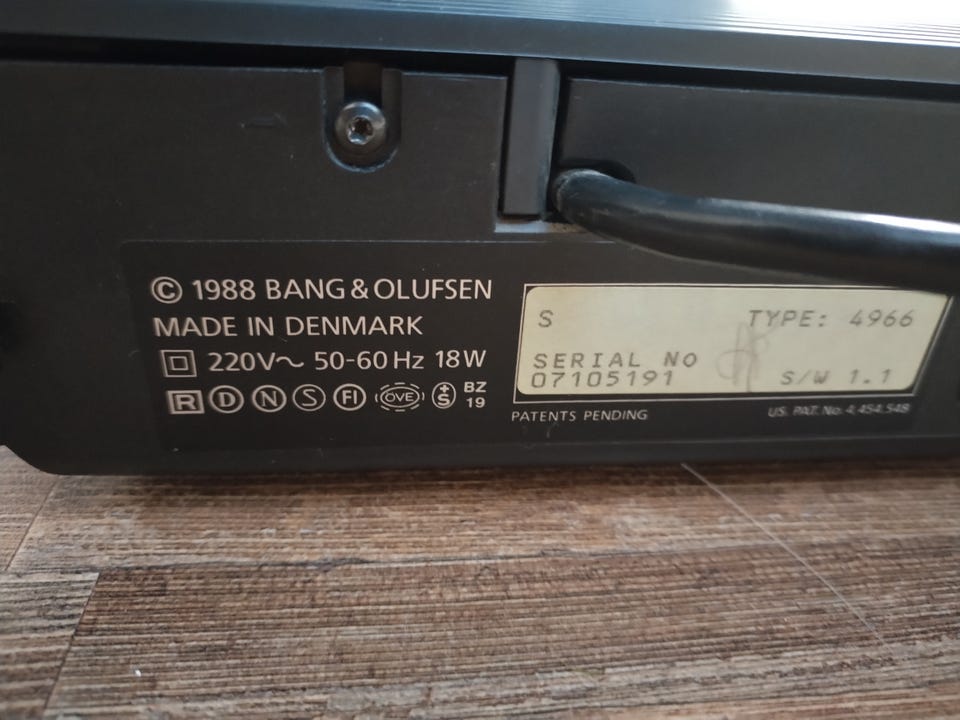 © 1988 BANG & OLUFSEN
MADE IN DENMARK
220V~ 50-60 Hz 18W
R D N S FI ÖVE +S BZ 19
S TYPE: 4966
SERIAL NO
07105191 S/W 1.1
PATENTS PENDING US. PAT. No. 4,454.548